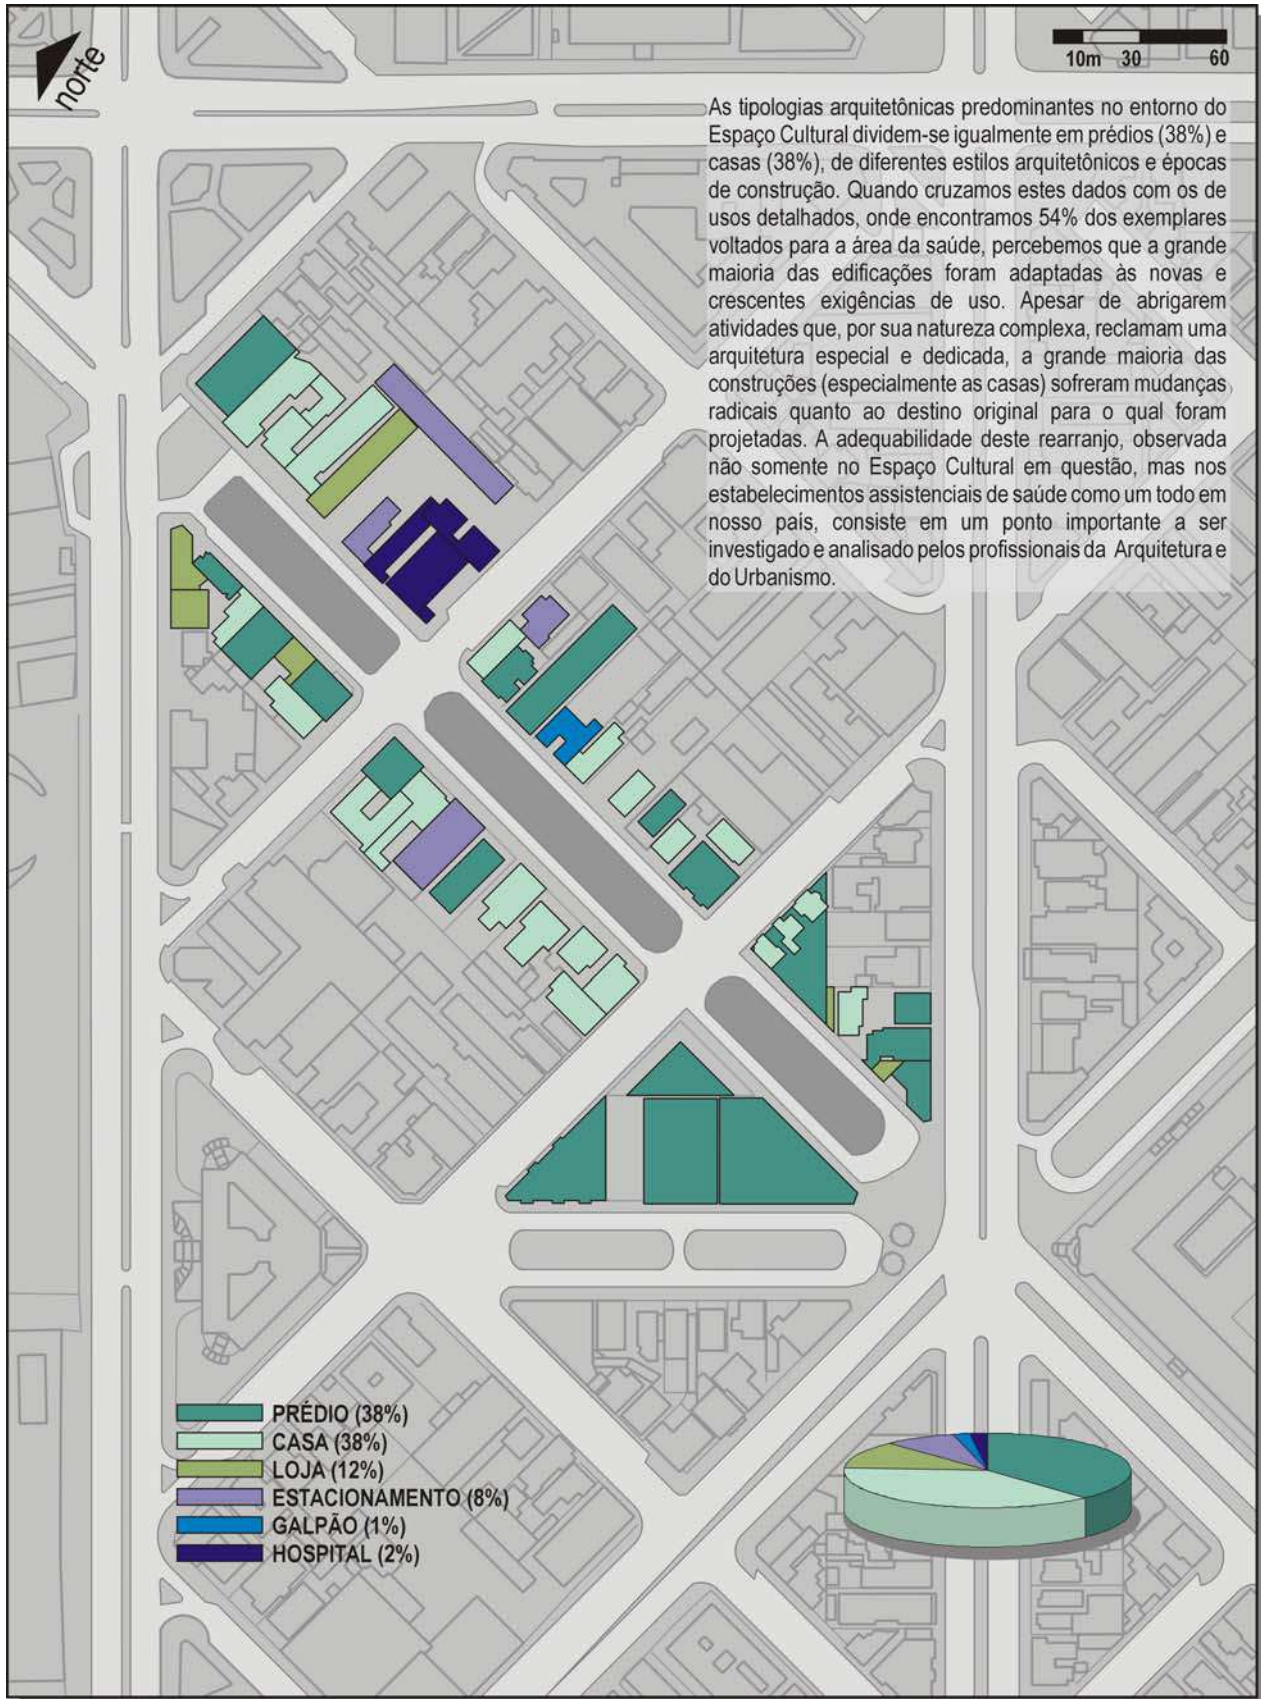 norte
10m 30 60
As tipologias arquitetônicas predominantes no entorno do
Espaço Cultural dividem-se igualmente em prédios (38%) e
casas (38%), de diferentes estilos arquitetônicos e épocas
de construção. Quando cruzamos estes dados com os de
usos detalhados, onde encontramos 54% dos exemplares
voltados para a área da saúde, percebemos que a grande
maioria das edificações foram adaptadas às novas e
crescentes exigências de uso. Apesar de abrigarem
atividades que, por sua natureza complexa, reclamam uma
arquitetura especial e dedicada, a grande maioria das
construções (especialmente as casas) sofreram mudanças
radicais quanto ao destino original para o qual foram
projetadas. A adequabilidade deste rearranjo, observada
não somente no Espaço Cultural em questão, mas nos
estabelecimentos assistenciais de saúde como um todo em
nosso país, consiste em um ponto importante a ser
investigado e analisado pelos profissionais da Arquitetura e
do Urbanismo.
PRÉDIO (38%)
CASA (38%)
LOJA (12%)
ESTACIONAMENTO (8%)
GALPÃO (1%)
HOSPITAL (2%)